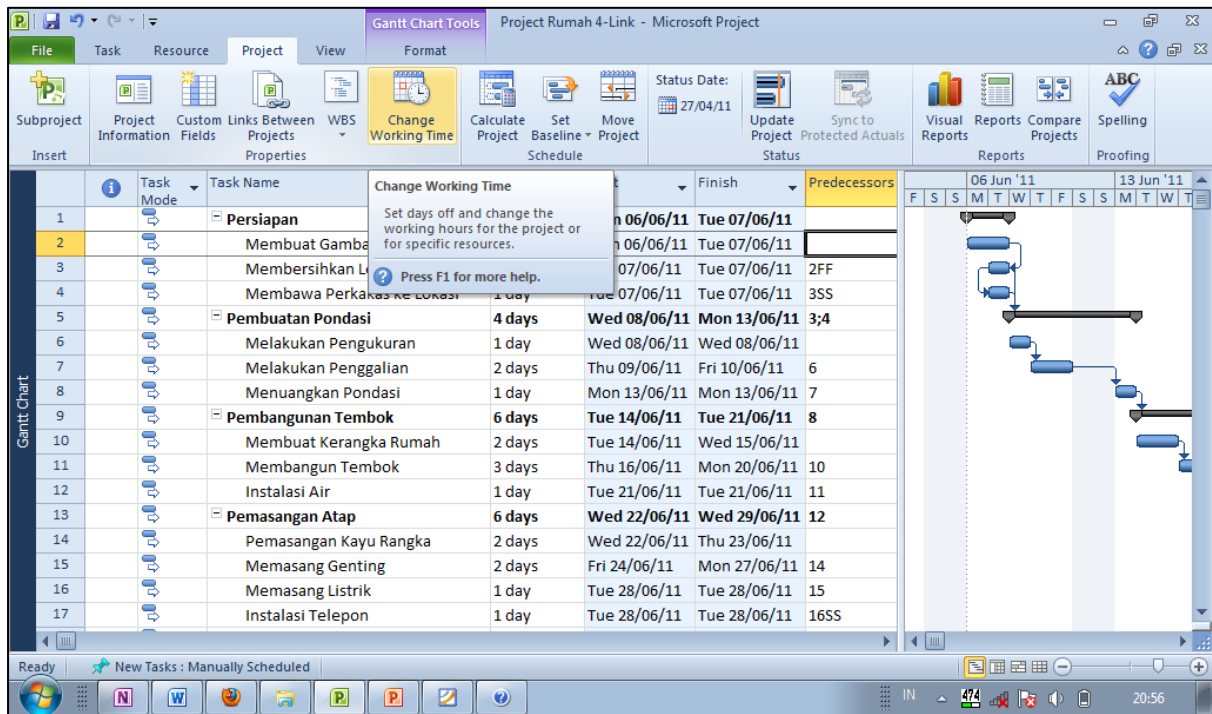 Gantt Chart Tools
Project Rumah 4-Link - Microsoft Project
File Task Resource Project View Format
Subproject
Project Information
Custom Fields
Links Between Projects
WBS
Change Working Time
Calculate Project
Set Baseline
Move Project
Status Date:
27/04/11
Update Project
Sync to Protected Actuals
Visual Reports
Reports
Compare Projects
ABC
Spelling
Insert Properties Schedule Status Reports Proofing
Task Mode Task Name Finish Predecessors
06 Jun '11 13 Jun '11
F S S M T W T F S S M T W T
Change Working Time
Set days off and change the
working hours for the project or
for specific resources.
Press F1 for more help.
1 Persiapan 06/06/11 Tue 07/06/11
2 Membuat 06/06/11 Tue 07/06/11
3 Membersihkan 07/06/11 Tue 07/06/11 2FF
4 Membawa Perkakas ke Lokasi 1 day Tue 07/06/11 Tue 07/06/11 3SS
5 Pembuatan Pondasi 4 days Wed 08/06/11 Mon 13/06/11 3;4
6 Melakukan Pengukuran 1 day Wed 08/06/11 Wed 08/06/11
7 Melakukan Penggalian 2 days Thu 09/06/11 Fri 10/06/11 6
8 Menuangkan Pondasi 1 day Mon 13/06/11 Mon 13/06/11 7
9 Pembangunan Tembok 6 days Tue 14/06/11 Tue 21/06/11 8
10 Membuat Kerangka Rumah 2 days Tue 14/06/11 Wed 15/06/11
11 Membangun Tembok 3 days Thu 16/06/11 Mon 20/06/11 10
12 Instalasi Air 1 day Tue 21/06/11 Tue 21/06/11 11
13 Pemasangan Atap 6 days Wed 22/06/11 Wed 29/06/11 12
14 Pemasangan Kayu Rangka 2 days Wed 22/06/11 Thu 23/06/11
15 Memasang Genting 2 days Fri 24/06/11 Mon 27/06/11 14
16 Memasang Listrik 1 day Tue 28/06/11 Tue 28/06/11 15
17 Instalasi Telepon 1 day Tue 28/06/11 Tue 28/06/11 16SS
Gantt Chart
Ready New Tasks : Manually Scheduled
IN 474 20:56